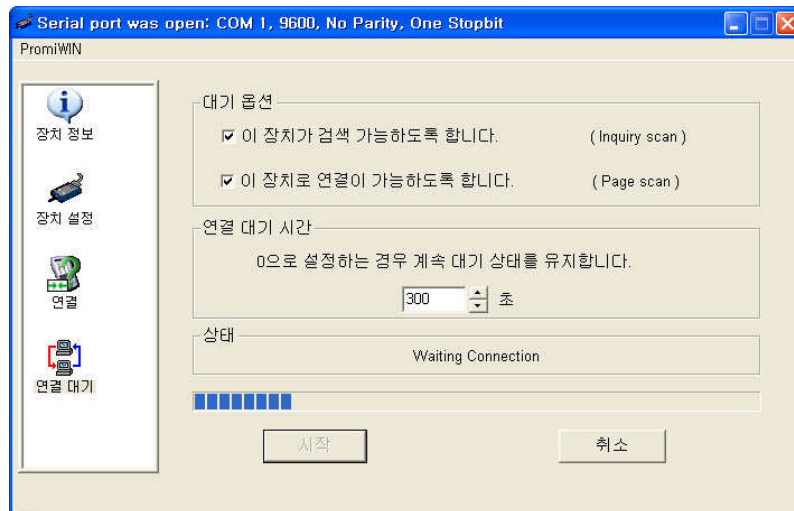 Serial port was open: COM 1, 9600, No Parity, One Stopbit
PromiWIN
장치 정보
장치 설정
연결
연결 대기
대기 옵션
이 장치가 검색 가능하도록 합니다. ( Inquiry scan )
이 장치로 연결이 가능하도록 합니다. ( Page scan )
연결 대기 시간
0으로 설정하는 경우 계속 대기 상태를 유지합니다.
300 초
상태
Waiting Connection
시작 취소